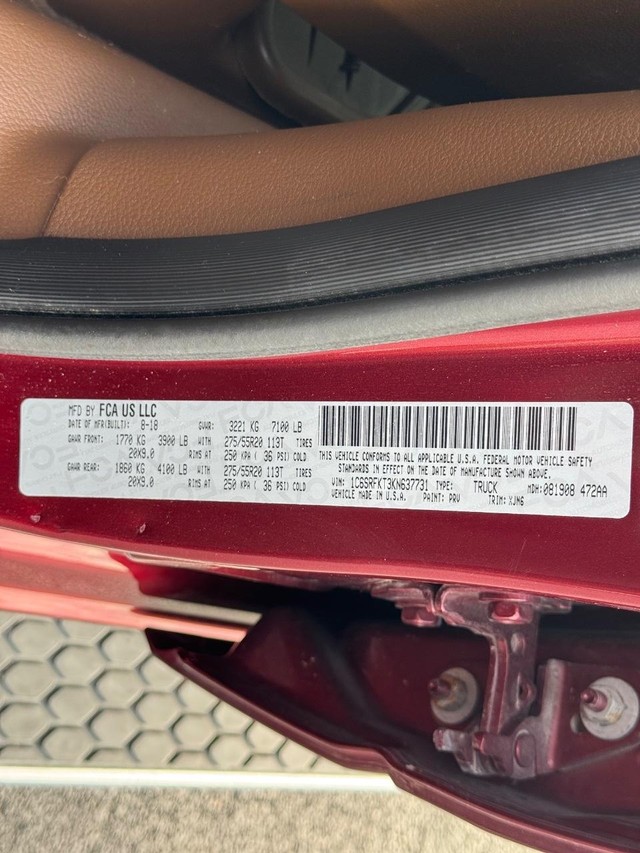 MFD BY FCA US LLC
DATE OF MFR(BUILT): 8-18 GVWR: 3221 KG 7100 LB
GAWR FRONT: 1770 KG 3900 LB WITH 275/55R20 113T TIRES
20X9.0 RIMS AT 250 KPA ( 36 PSI) COLD
GAWR REAR: 1860 KG 4100 LB WITH 275/55R20 113T TIRES
20X9.0 RIMS AT 250 KPA ( 36 PSI) COLD
THIS VEHICLE CONFORMS TO ALL APPLICABLE U.S.A. FEDERAL MOTOR VEHICLE SAFETY
STANDARDS IN EFFECT ON THE DATE OF MANUFACTURE SHOWN ABOVE.
VIN: 1C6SRFKT3KN637731 TYPE: TRUCK MDH: 081908 472AA
VEHICLE MADE IN U.S.A. PAINT: PRV TRIM: XJN6